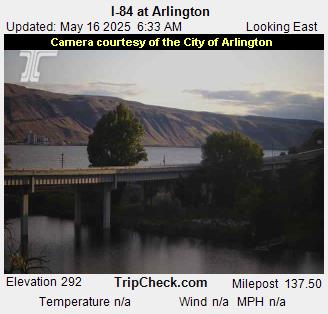 I-84 at Arlington
Updated: May 16 2025 6:33 AM Looking East
Camera courtesy of the City of Arlington
Elevation 292 TripCheck.com Milepost 137.50
Temperature n/a Wind n/a MPH n/a